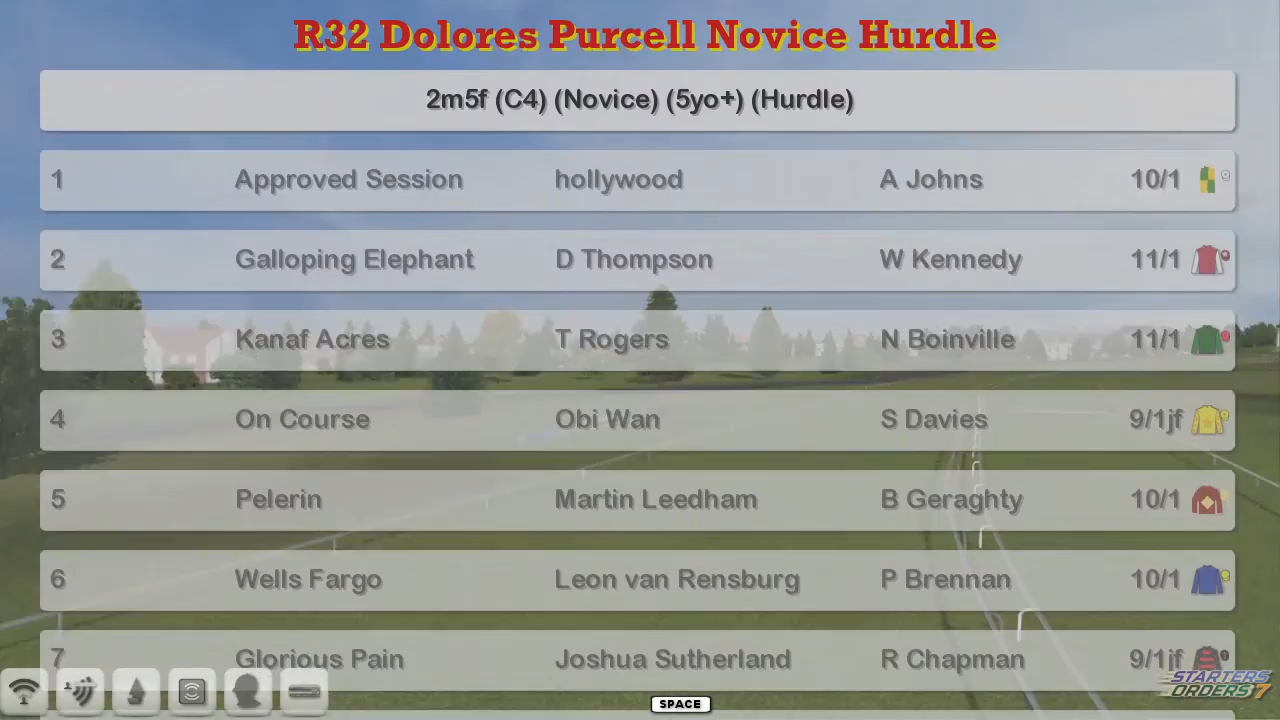 R32 Dolores Purcell Novice Hurdle
2m5f (C4) (Novice) (5yo+) (Hurdle)
1 Approved Session hollywood A Johns 10/1
2 Galloping Elephant D Thompson W Kennedy 11/1
3 Kanaf Acres T Rogers N Boinville 11/1
4 On Course Obi Wan S Davies 9/1jf
5 Pelerin Martin Leedham B Geraghty 10/1
6 Wells Fargo Leon van Rensburg P Brennan 10/1
7 Glorious Pain Joshua Sutherland R Chapman 9/1jf
STARTERS ORDERS 7
SPACE